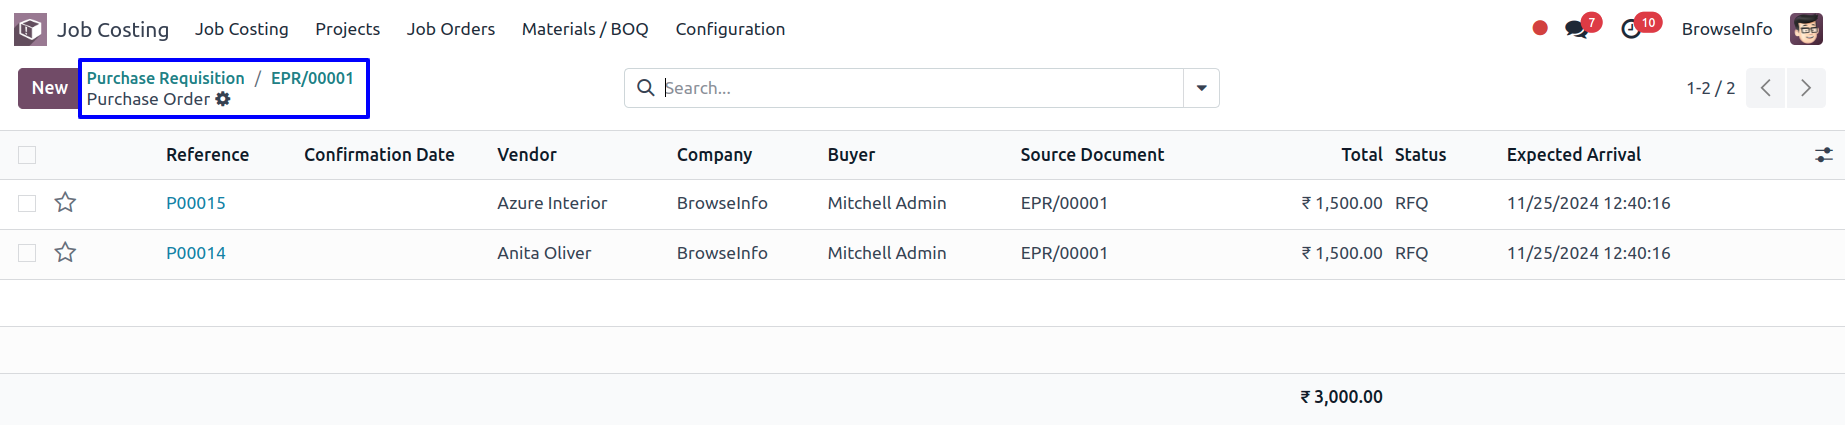 Job Costing Job Costing Projects Job Orders Materials / BOQ Configuration 7 10 BrowseInfo
New Purchase Requisition / EPR/00001 Search... 1-2 / 2
Purchase Order
Reference Confirmation Date Vendor Company Buyer Source Document Total Status Expected Arrival
P00015 Azure Interior BrowseInfo Mitchell Admin EPR/00001 ₹ 1,500.00 RFQ 11/25/2024 12:40:16
P00014 Anita Oliver BrowseInfo Mitchell Admin EPR/00001 ₹ 1,500.00 RFQ 11/25/2024 12:40:16
₹ 3,000.00